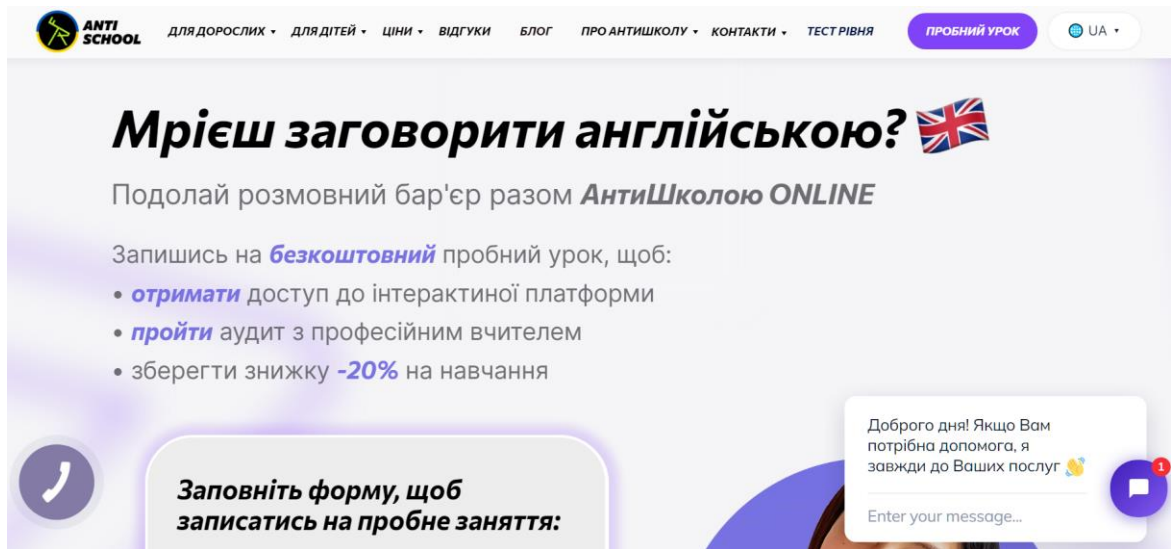 ANTI
SCHOOL
ДЛЯ ДОРОСЛИХ ДЛЯ ДІТЕЙ ЦІНИ ВІДГУКИ БЛОГ ПРО АНТИШКОЛУ КОНТАКТИ ТЕСТ РІВНЯ ПРОБНИЙ УРОК UA
Мрієш заговорити англійською?
Подолай розмовний бар'єр разом АнтиШколою ONLINE
Запишись на безкоштовний пробний урок, щоб:
• отримати доступ до інтерактиної платформи
• пройти аудит з професійним вчителем
• зберегти знижку -20% на навчання
Заповніть форму, щоб
записатись на пробне заняття:
Доброго дня! Якщо Вам
потрібна допомога, я
завжди до Ваших послуг
Enter your message...
1